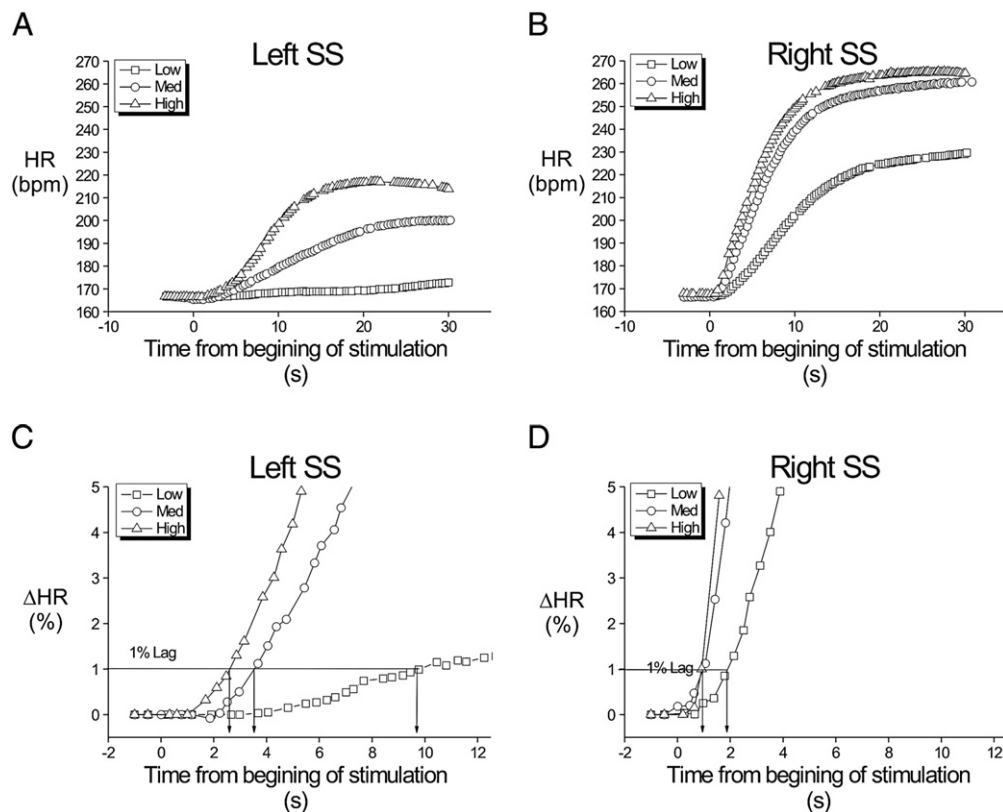 A
Left SS
Low
Med
High
270
260
250
240
230
220
210
200
190
180
170
160
HR
(bpm)
-10 0 10 20 30
Time from begining of stimulation
(s)
B
Right SS
Low
Med
High
270
260
250
240
230
220
210
200
190
180
170
160
HR
(bpm)
-10 0 10 20 30
Time from begining of stimulation
(s)
C
Left SS
Low
Med
High
5
4
3
2
1
0
ΔHR
(%)
1% Lag
-2 0 2 4 6 8 10 12
Time from begining of stimulation
(s)
D
Right SS
Low
Med
High
5
4
3
2
1
0
ΔHR
(%)
1% Lag
-2 0 2 4 6 8 10 12
Time from begining of stimulation
(s)